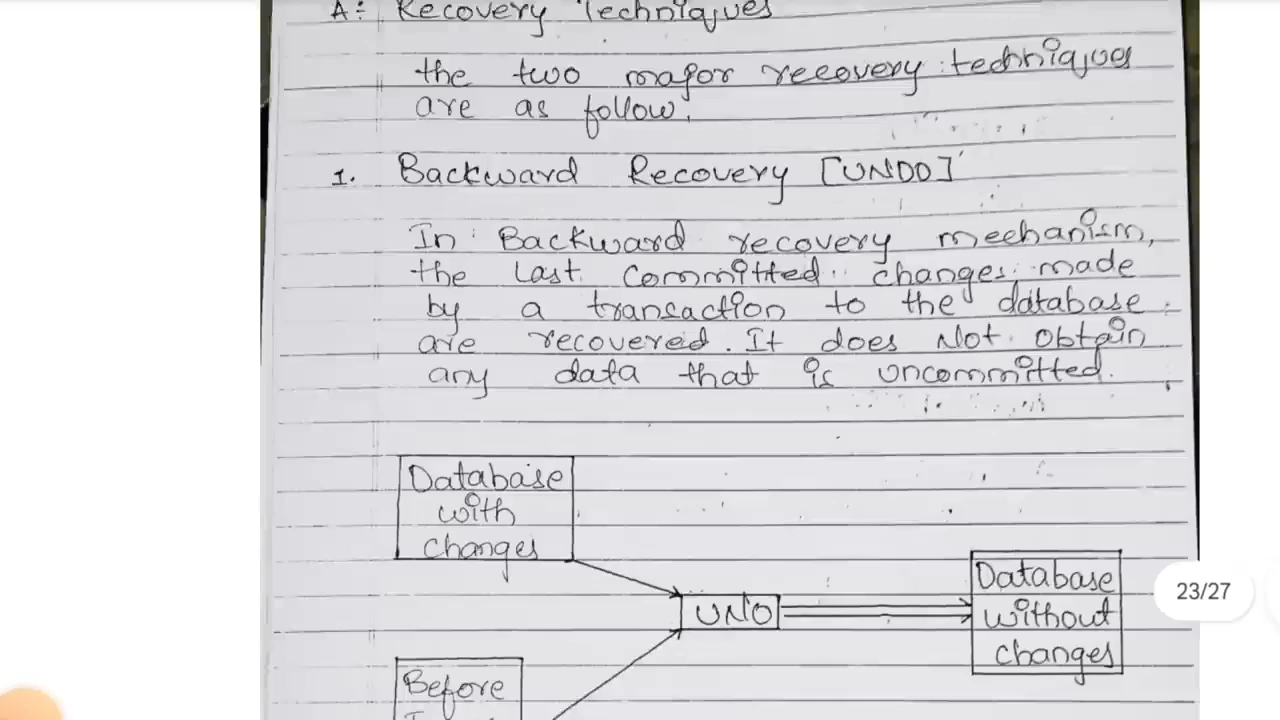 A: Recovery Techniques
the two major recovery techniques
are as follow.
1. Backward Recovery [UNDO]
In Backward recovery mechanism,
the Last committed changes made
by a transaction to the database
are recovered. It does Not obtain
any data that is uncommitted.
Database
with
changes
UNO
Database
without
changes
23/27
Before